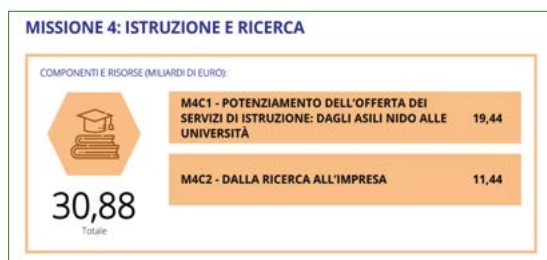 MISSIONE 4: ISTRUZIONE E RICERCA
COMPONENTI E RISORSE (MILIARDI DI EURO):
M4C1 - POTENZIAMENTO DELL'OFFERTA DEI
SERVIZI DI ISTRUZIONE: DAGLI ASILI NIDO ALLE 19,44
UNIVERSITÀ
M4C2 - DALLA RICERCA ALL'IMPRESA 11,44
30,88
Totale